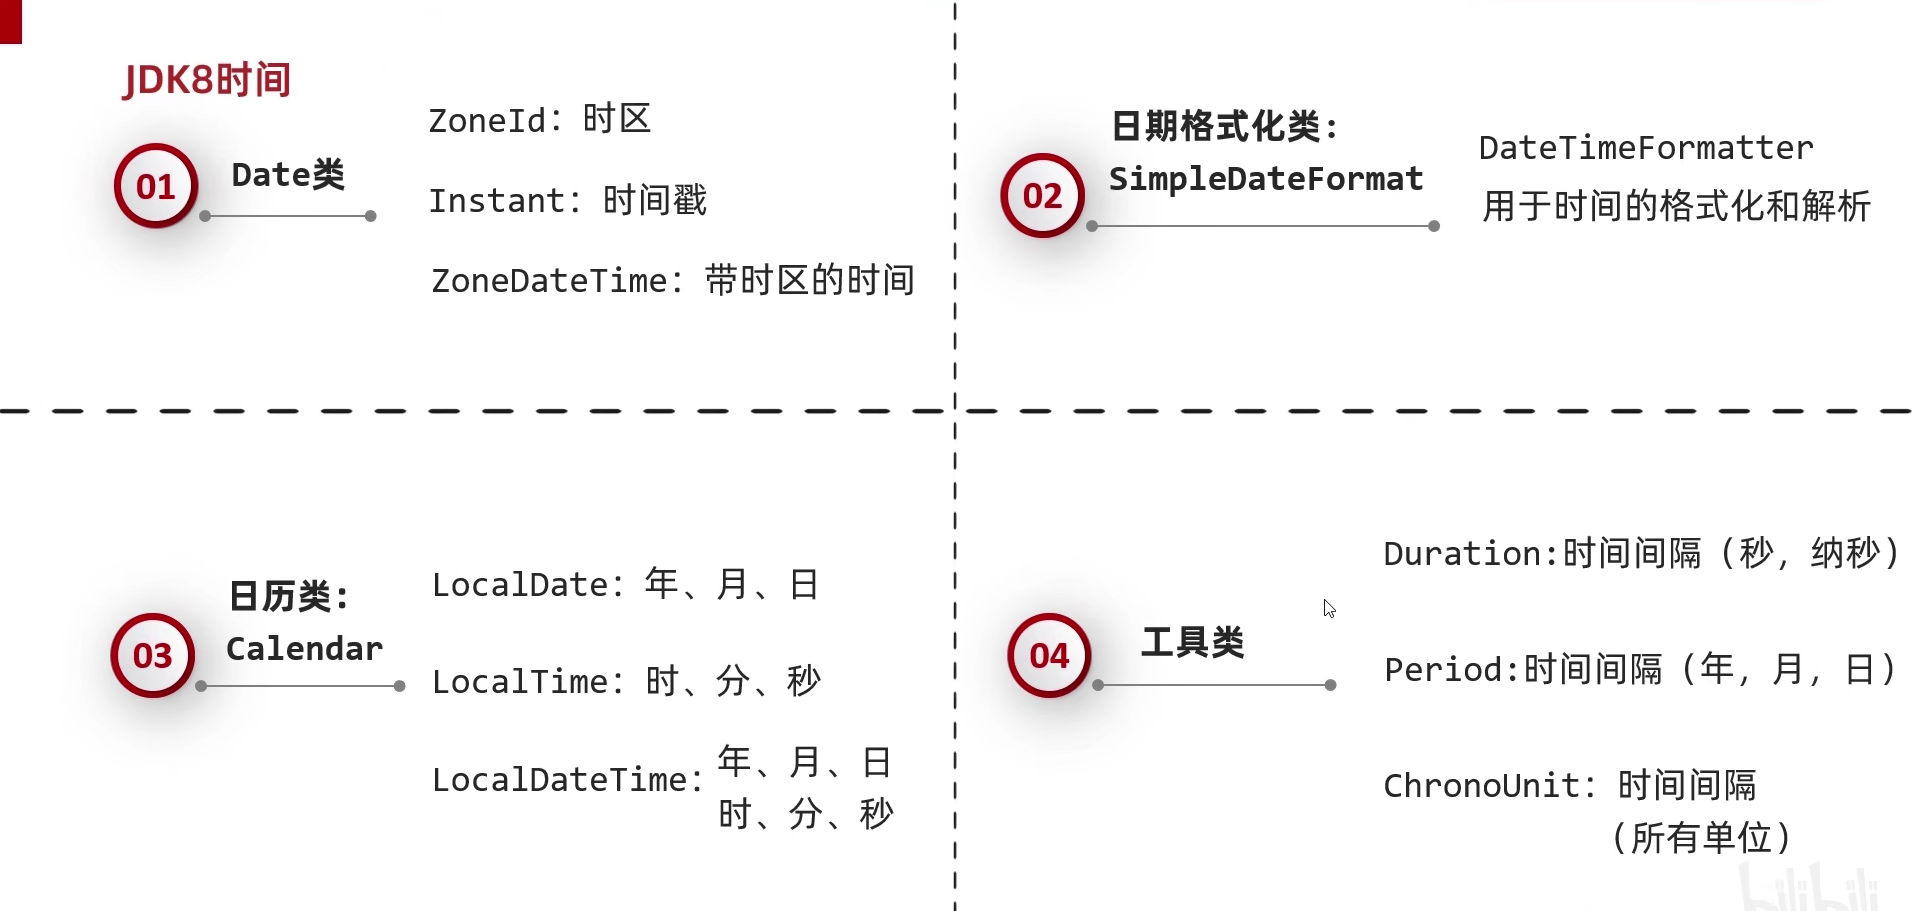 JDK8时间
01
Date类
ZoneId：时区
Instant：时间戳
ZoneDateTime：带时区的时间
02
日期格式化类：
SimpleDateFormat
DateTimeFormatter
用于时间的格式化和解析
03
日历类：
Calendar
LocalDate：年、月、日
LocalTime：时、分、秒
LocalDateTime：年、月、日
时、分、秒
04
工具类
Duration:时间间隔（秒，纳秒）
Period:时间间隔（年，月，日）
ChronoUnit：时间间隔
（所有单位）
bilibili